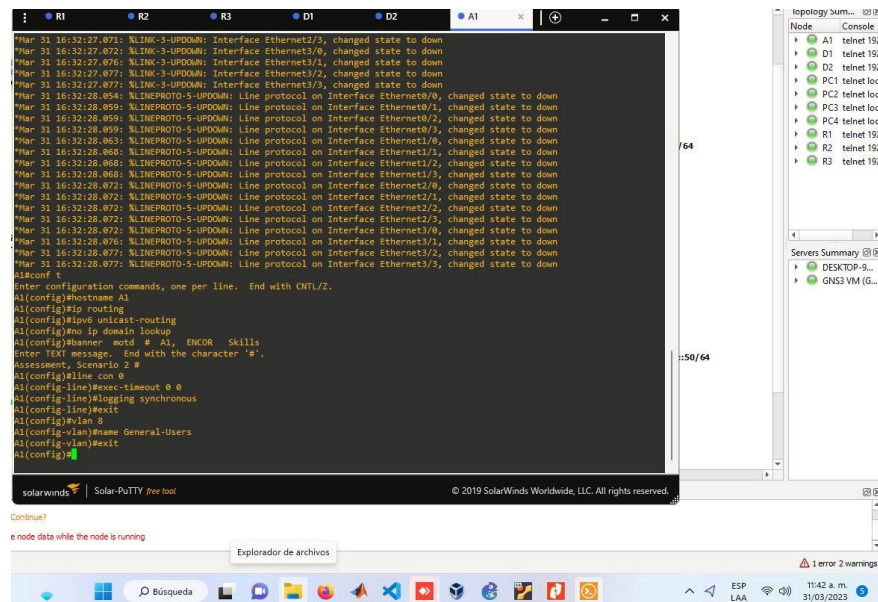 R1 R2 R3 D1 D2 A1
*Mar 31 16:32:27.071: %LINK-3-UPDOWN: Interface Ethernet2/3, changed state to down
*Mar 31 16:32:27.072: %LINK-3-UPDOWN: Interface Ethernet3/0, changed state to down
*Mar 31 16:32:27.076: %LINK-3-UPDOWN: Interface Ethernet3/1, changed state to down
*Mar 31 16:32:27.077: %LINK-3-UPDOWN: Interface Ethernet3/2, changed state to down
*Mar 31 16:32:27.077: %LINK-3-UPDOWN: Interface Ethernet3/3, changed state to down
*Mar 31 16:32:28.054: %LINEPROTO-5-UPDOWN: Line protocol on Interface Ethernet0/0, changed state to down
*Mar 31 16:32:28.059: %LINEPROTO-5-UPDOWN: Line protocol on Interface Ethernet0/1, changed state to down
*Mar 31 16:32:28.059: %LINEPROTO-5-UPDOWN: Line protocol on Interface Ethernet0/2, changed state to down
*Mar 31 16:32:28.059: %LINEPROTO-5-UPDOWN: Line protocol on Interface Ethernet0/3, changed state to down
*Mar 31 16:32:28.063: %LINEPROTO-5-UPDOWN: Line protocol on Interface Ethernet1/0, changed state to down
*Mar 31 16:32:28.068: %LINEPROTO-5-UPDOWN: Line protocol on Interface Ethernet1/1, changed state to down
*Mar 31 16:32:28.068: %LINEPROTO-5-UPDOWN: Line protocol on Interface Ethernet1/2, changed state to down
*Mar 31 16:32:28.068: %LINEPROTO-5-UPDOWN: Line protocol on Interface Ethernet1/3, changed state to down
*Mar 31 16:32:28.072: %LINEPROTO-5-UPDOWN: Line protocol on Interface Ethernet2/0, changed state to down
*Mar 31 16:32:28.072: %LINEPROTO-5-UPDOWN: Line protocol on Interface Ethernet2/1, changed state to down
*Mar 31 16:32:28.072: %LINEPROTO-5-UPDOWN: Line protocol on Interface Ethernet2/2, changed state to down
*Mar 31 16:32:28.072: %LINEPROTO-5-UPDOWN: Line protocol on Interface Ethernet2/3, changed state to down
*Mar 31 16:32:28.072: %LINEPROTO-5-UPDOWN: Line protocol on Interface Ethernet3/0, changed state to down
*Mar 31 16:32:28.076: %LINEPROTO-5-UPDOWN: Line protocol on Interface Ethernet3/1, changed state to down
*Mar 31 16:32:28.077: %LINEPROTO-5-UPDOWN: Line protocol on Interface Ethernet3/2, changed state to down
*Mar 31 16:32:28.077: %LINEPROTO-5-UPDOWN: Line protocol on Interface Ethernet3/3, changed state to down
A1#conf t
Enter configuration commands, one per line. End with CNTL/Z.
A1(config)#hostname A1
A1(config)#ip routing
A1(config)#ipv6 unicast-routing
A1(config)#no ip domain lookup
A1(config)#banner motd # A1, ENCOR Skills
Enter TEXT message. End with the character '#'.
Assessment, Scenario 2 #
A1(config)#line con 0
A1(config-line)#exec-timeout 0 0
A1(config-line)#logging synchronous
A1(config-line)#exit
A1(config)#vlan 8
A1(config-vlan)#name General-Users
A1(config-vlan)#exit
A1(config)#
solarwinds Solar-PuTTY free tool © 2019 SolarWinds Worldwide, LLC. All rights reserved.
/64
::50/64
Topology Sum...
Node Console
A1 telnet 192
D1 telnet 192
D2 telnet 192
PC1 telnet loc
PC2 telnet loc
PC3 telnet loc
PC4 telnet loc
R1 telnet 192
R2 telnet 192
R3 telnet 192
Servers Summary
DESKTOP-9...
GNS3 VM (G...
Continue?
e node data while the node is running
Explorador de archivos
1 error 2 warnings
Búsqueda
ESP
LAA
11:42 a. m.
31/03/2023
5